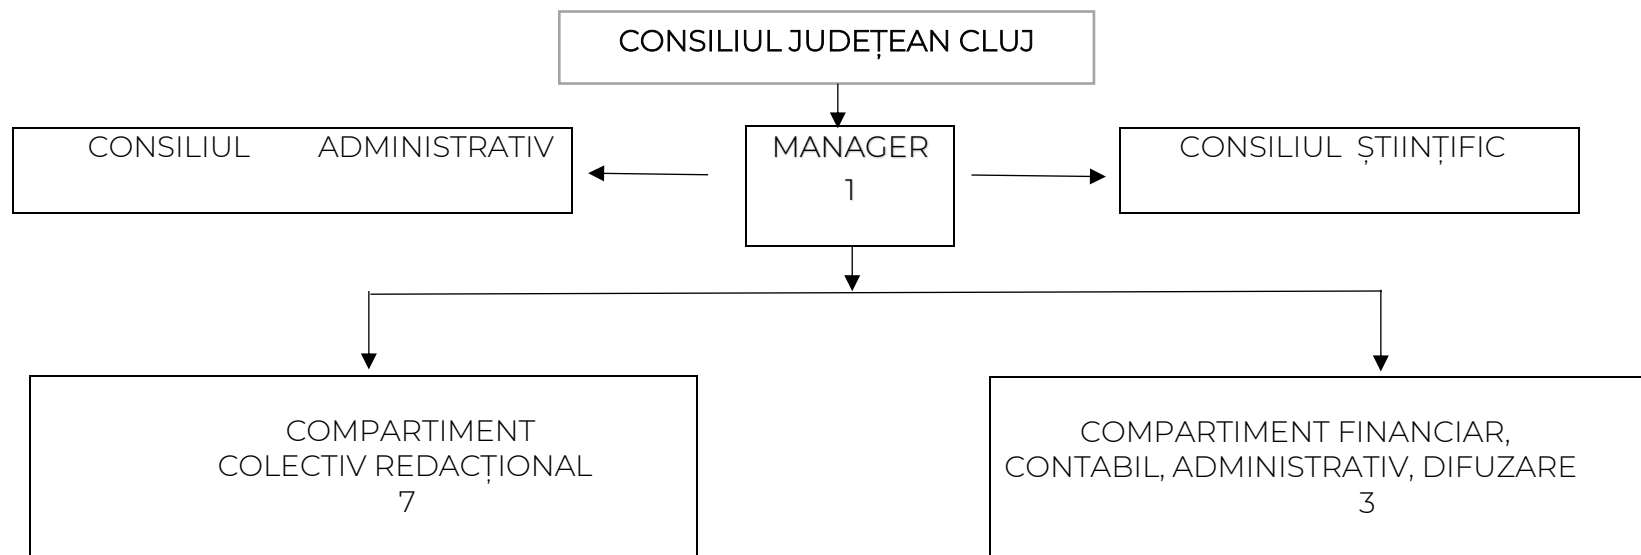 CONSILIUL JUDEȚEAN CLUJ
CONSILIUL ADMINISTRATIV
MANAGER
1
CONSILIUL ȘTIINȚIFIC
COMPARTIMENT
COLECTIV REDACȚIONAL
7
COMPARTIMENT FINANCIAR,
CONTABIL, ADMINISTRATIV, DIFUZARE
3